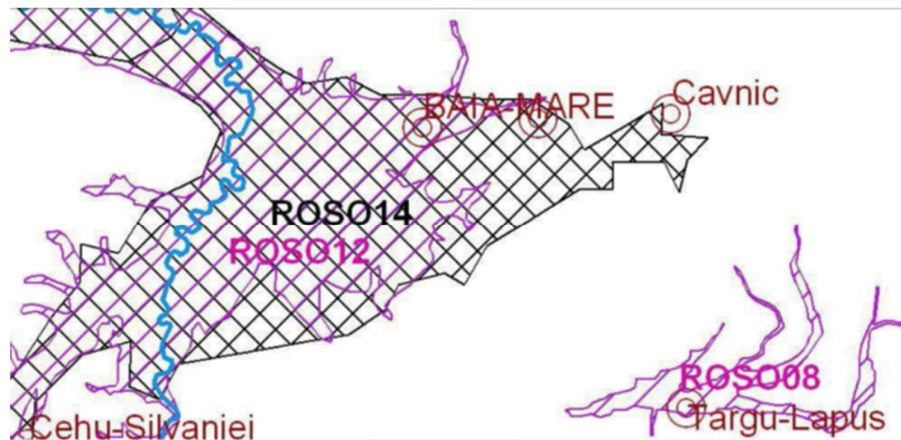 Cavnic
BAIA-MARE
ROSO14
ROSO12
ROSO08
Targu-Lapus
Cehu-Silvaniei